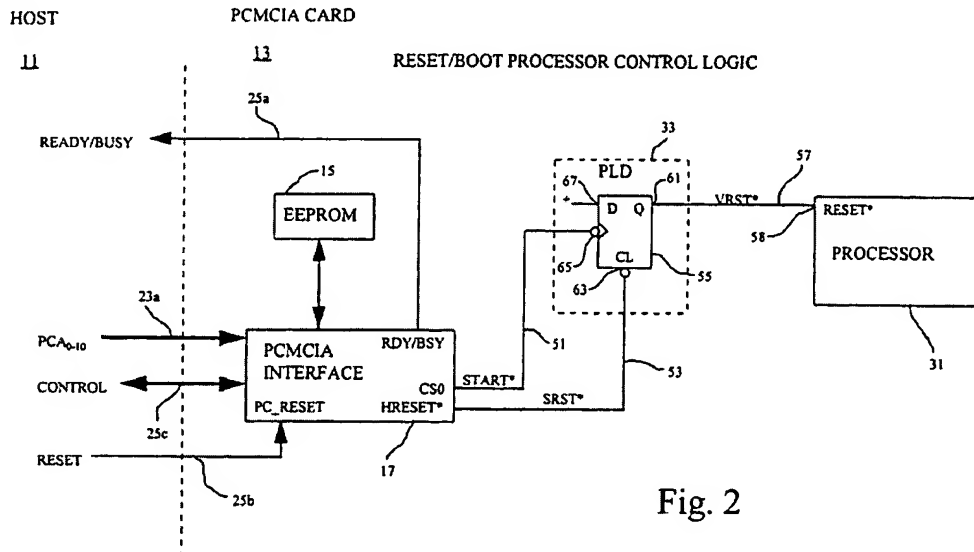 HOST
PCMCIA CARD
11
13
RESET/BOOT PROCESSOR CONTROL LOGIC
25a
READY/BUSY
33
15
PLD
57
EEPROM
67
61
+
D Q
VRST*
RESET*
58
PROCESSOR
65
CL
55
63
23a
51
31
PCA0-10
PCMCIA
INTERFACE
RDY/BSY
53
CONTROL
CS0
START*
PC_RESET
HRESET*
SRST*
25c
RESET
17
25b
Fig. 2